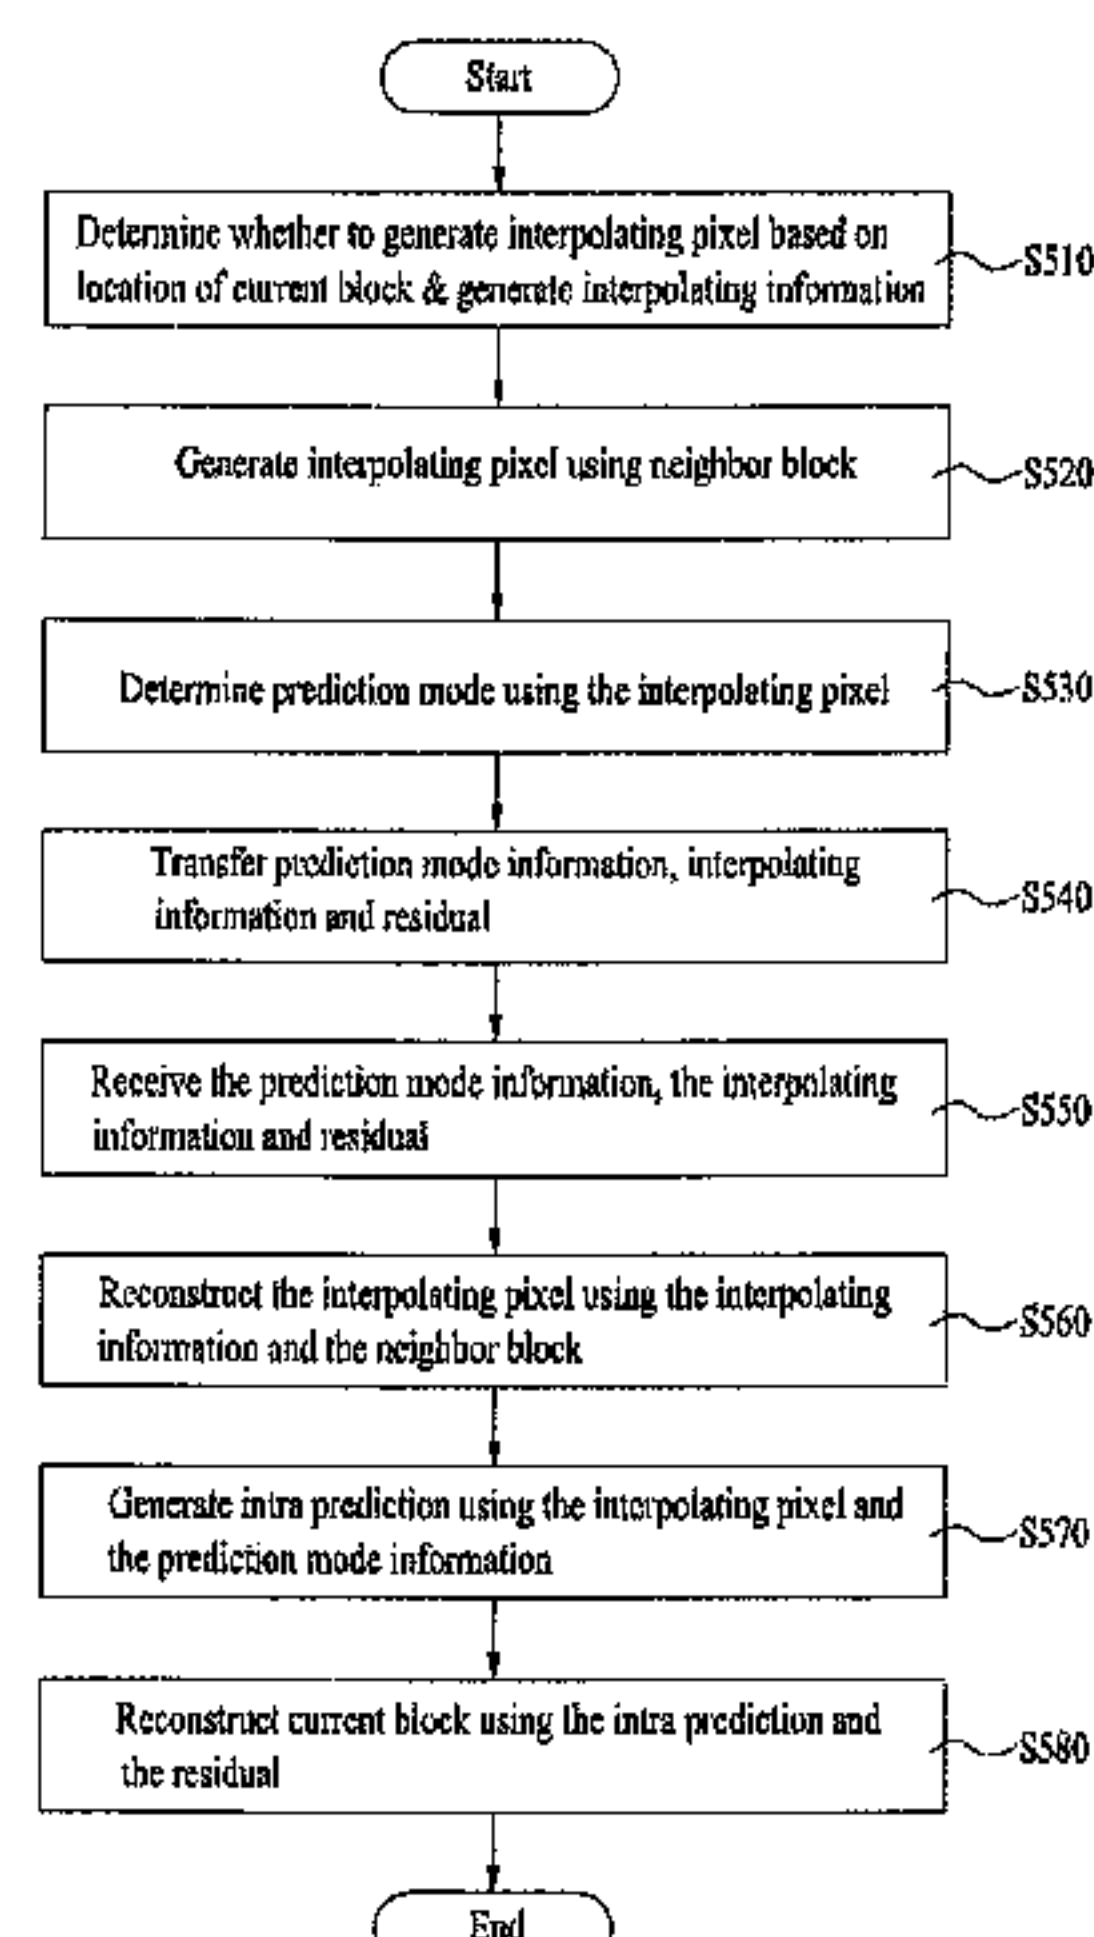 Start
Determine whether to generate interpolating pixel based on
location of current block & generate interpolating information
S510
Generate interpolating pixel using neighbor block
S520
Determine prediction mode using the interpolating pixel
S530
Transfer prediction mode information, interpolating
information and residual
S540
Receive the prediction mode information, the interpolating
information and residual
S550
Reconstruct the interpolating pixel using the interpolating
information and the neighbor block
S560
Generate intra prediction using the interpolating pixel and
the prediction mode information
S570
Reconstruct current block using the intra prediction and
the residual
S580
End